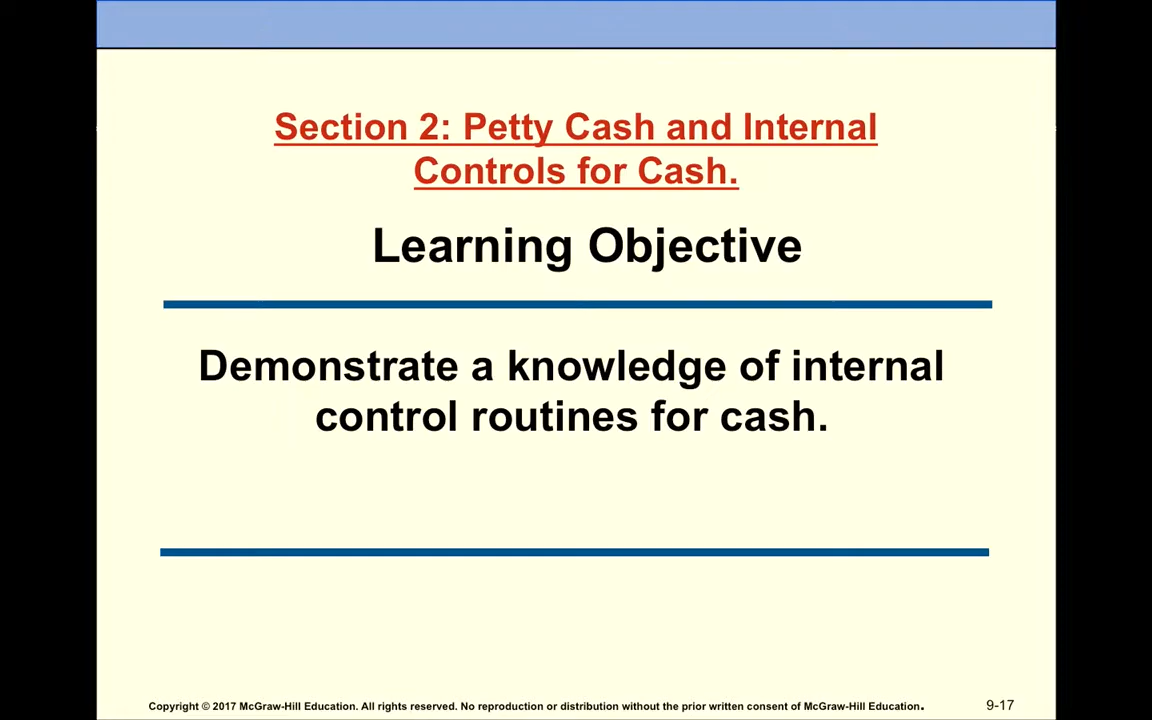 Section 2: Petty Cash and Internal
Controls for Cash.
Learning Objective
Demonstrate a knowledge of internal
control routines for cash.
Copyright © 2017 McGraw-Hill Education. All rights reserved. No reproduction or distribution without the prior written consent of McGraw-Hill Education.
9-17